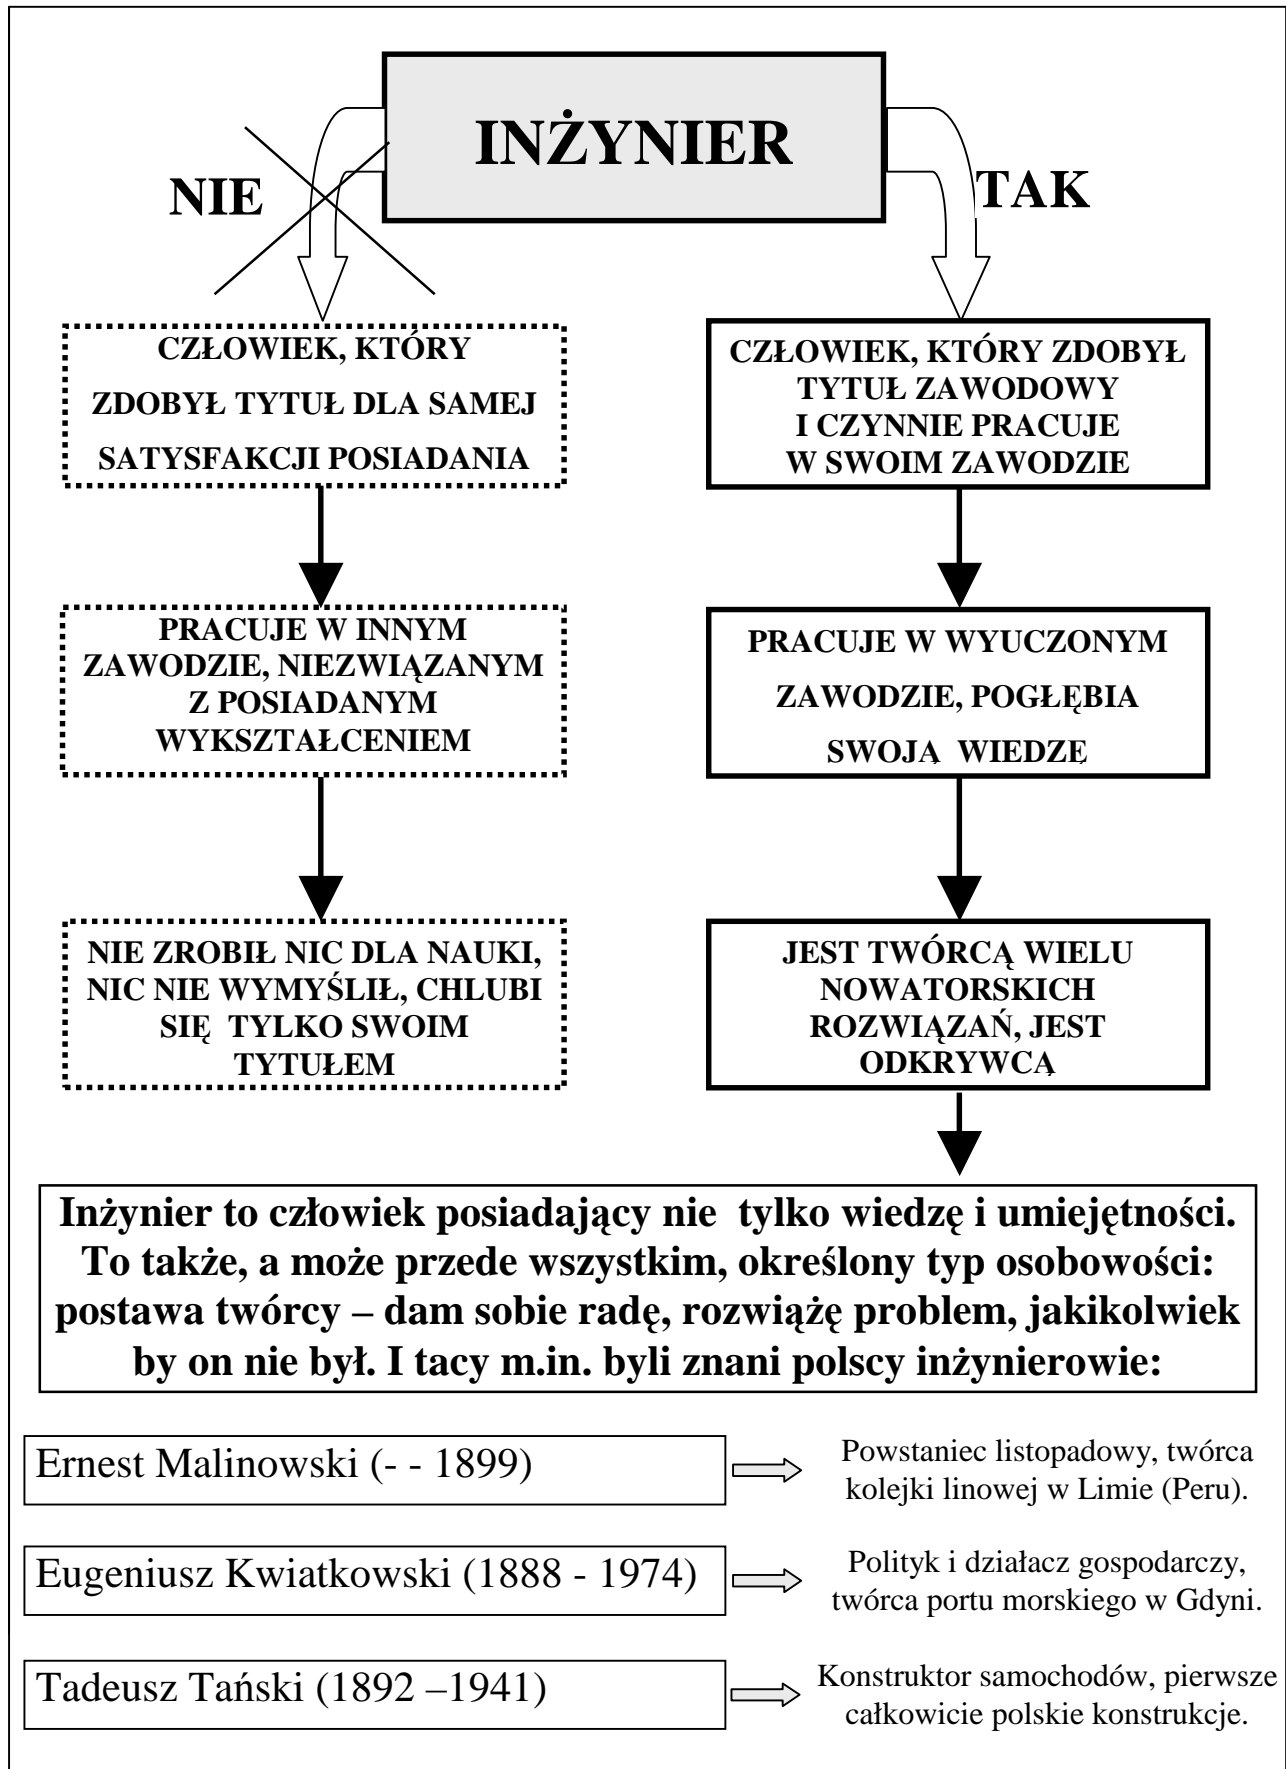 INŻYNIER
NIE
TAK
CZŁOWIEK, KTÓRY
ZDOBYŁ TYTUŁ DLA SAMEJ
SATYSFAKCJI POSIADANIA
PRACUJE W INNYM
ZAWODZIE, NIEZWIĄZANYM
Z POSIADANYM
WYKSZTAŁCENIEM
NIE ZROBIŁ NIC DLA NAUKI,
NIC NIE WYMYŚLIŁ, CHLUBI
SIĘ TYLKO SWOIM
TYTUŁEM
CZŁOWIEK, KTÓRY ZDOBYŁ
TYTUŁ ZAWODOWY
I CZYNNIE PRACUJE
W SWOIM ZAWODZIE
PRACUJE W WYUCZONYM
ZAWODZIE, POGŁĘBIA
SWOJĄ WIEDZĘ
JEST TWÓRCĄ WIELU
NOWATORSKICH
ROZWIĄZAŃ, JEST
ODKRYWCĄ
Inżynier to człowiek posiadający nie tylko wiedzę i umiejętności.
To także, a może przede wszystkim, określony typ osobowości:
postawa twórcy – dam sobie radę, rozwiążę problem, jakikolwiek
by on nie był. I tacy m.in. byli znani polscy inżynierowie:
Ernest Malinowski (- - 1899)
Powstaniec listopadowy, twórca
kolejki linowej w Limie (Peru).
Eugeniusz Kwiatkowski (1888 - 1974)
Polityk i działacz gospodarczy,
twórca portu morskiego w Gdyni.
Tadeusz Tański (1892 –1941)
Konstruktor samochodów, pierwsze
całkowicie polskie konstrukcje.